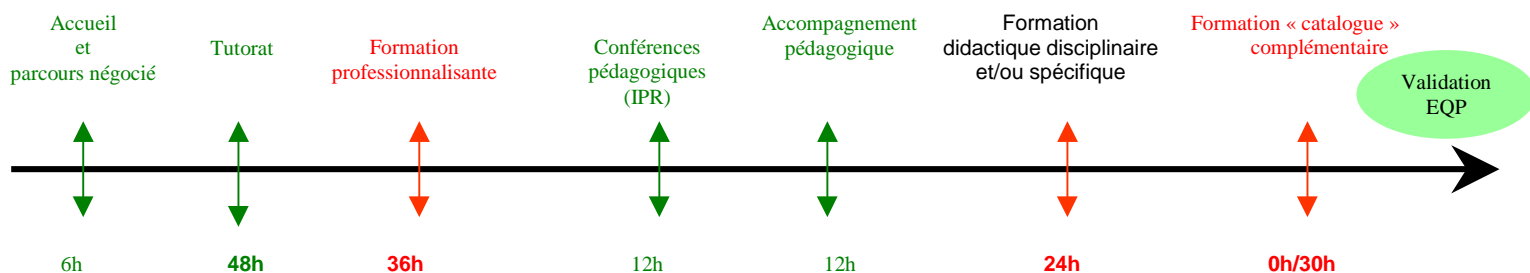 Accueil
et
parcours négocié
Tutorat
Formation
professionnalisante
Conférences
pédagogiques
(IPR)
Accompagnement
pédagogique
Formation
didactique disciplinaire
et/ou spécifique
Formation « catalogue »
complémentaire
Validation
EQP
6h
48h
36h
12h
12h
24h
0h/30h